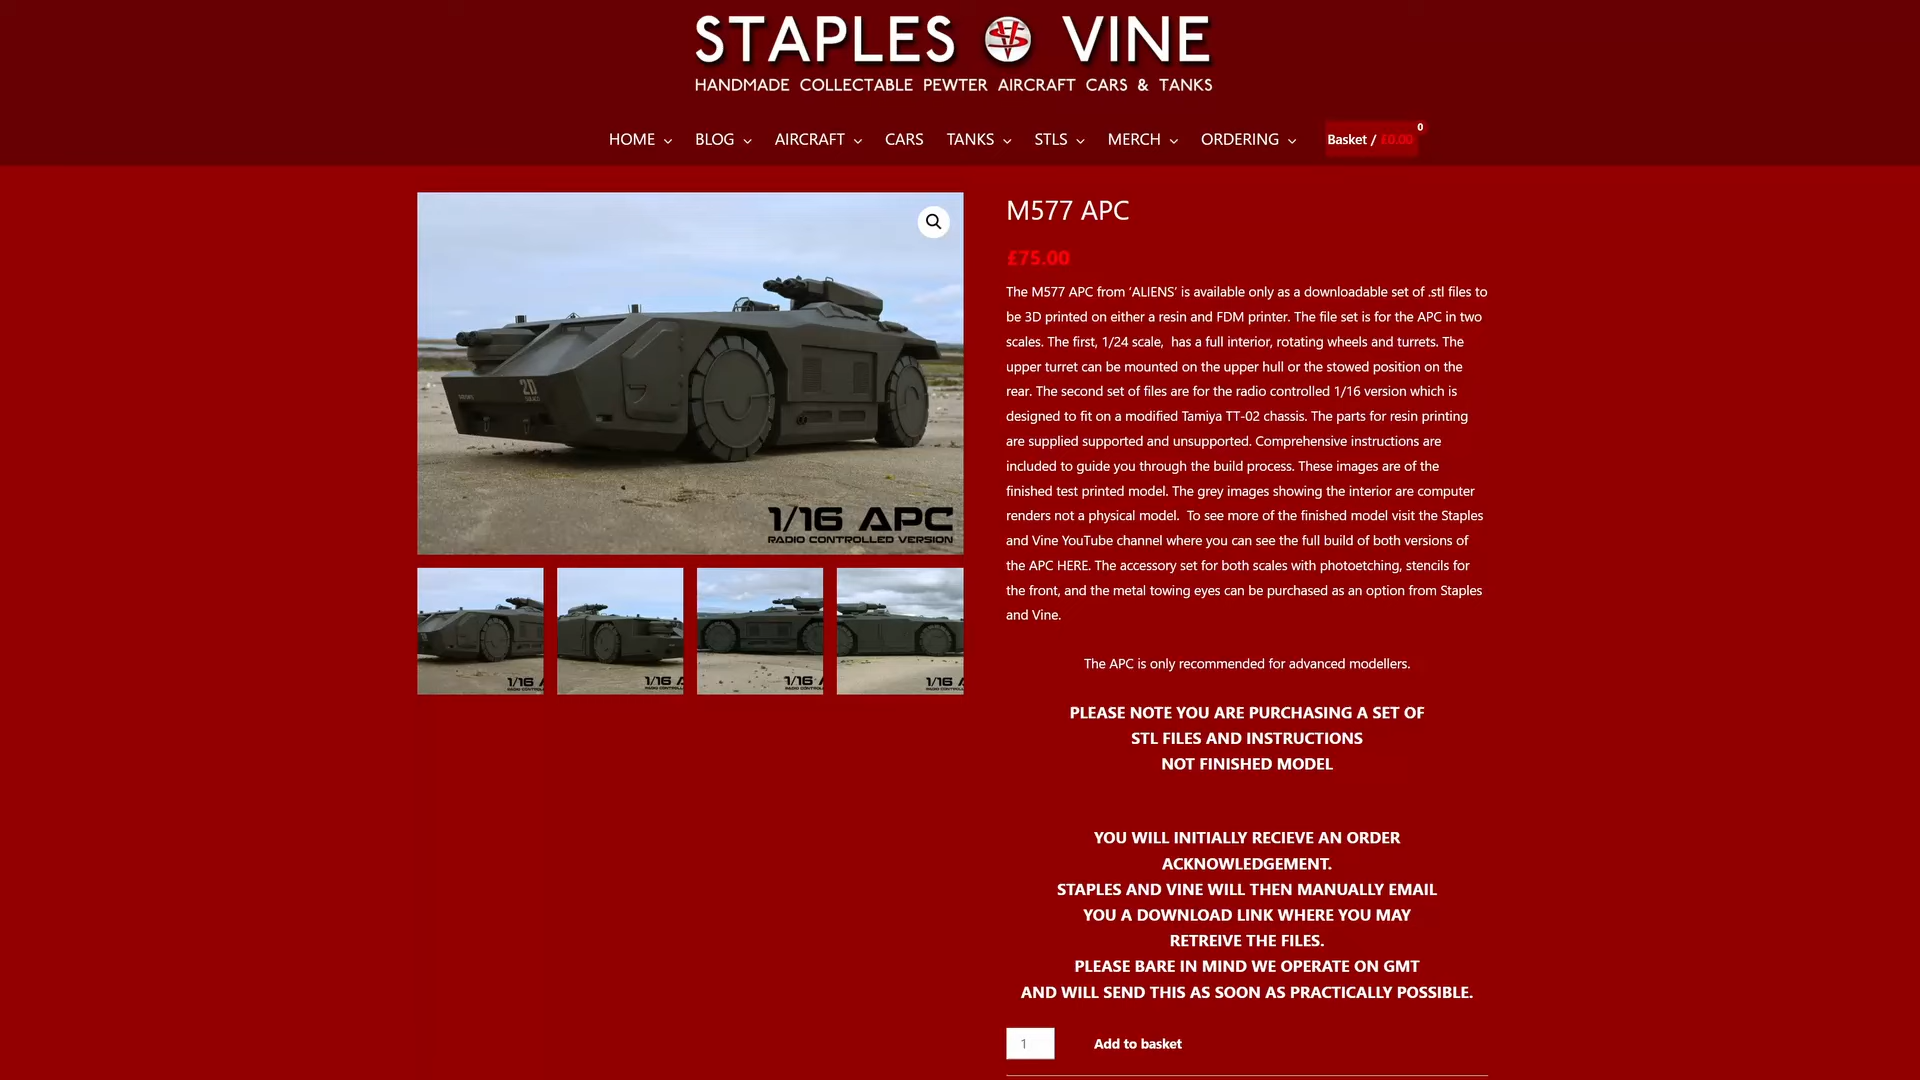 STAPLES VINE
HANDMADE COLLECTABLE PEWTER AIRCRAFT CARS & TANKS
HOME BLOG AIRCRAFT CARS TANKS STLS MERCH ORDERING Basket / £0.00 0
M577 APC
£75.00
The M577 APC from ‘ALIENS’ is available only as a downloadable set of .stl files to
be 3D printed on either a resin and FDM printer. The file set is for the APC in two
scales. The first, 1/24 scale, has a full interior, rotating wheels and turrets. The
upper turret can be mounted on the upper hull or the stowed position on the
rear. The second set of files are for the radio controlled 1/16 version which is
designed to fit on a modified Tamiya TT-02 chassis. The parts for resin printing
are supplied supported and unsupported. Comprehensive instructions are
included to guide you through the build process. These images are of the
finished test printed model. The grey images showing the interior are computer
renders not a physical model. To see more of the finished model visit the Staples
and Vine YouTube channel where you can see the full build of both versions of
the APC HERE. The accessory set for both scales with photoetching, stencils for
the front, and the metal towing eyes can be purchased as an option from Staples
and Vine.
The APC is only recommended for advanced modellers.
PLEASE NOTE YOU ARE PURCHASING A SET OF
STL FILES AND INSTRUCTIONS
NOT FINISHED MODEL
YOU WILL INITIALLY RECIEVE AN ORDER
ACKNOWLEDGEMENT.
STAPLES AND VINE WILL THEN MANUALLY EMAIL
YOU A DOWNLOAD LINK WHERE YOU MAY
RETREIVE THE FILES.
PLEASE BARE IN MIND WE OPERATE ON GMT
AND WILL SEND THIS AS SOON AS PRACTICALLY POSSIBLE.
1 Add to basket
20
1/16 APC
RADIO CONTROLLED VERSION
1/16
1/16
1/16
1/16